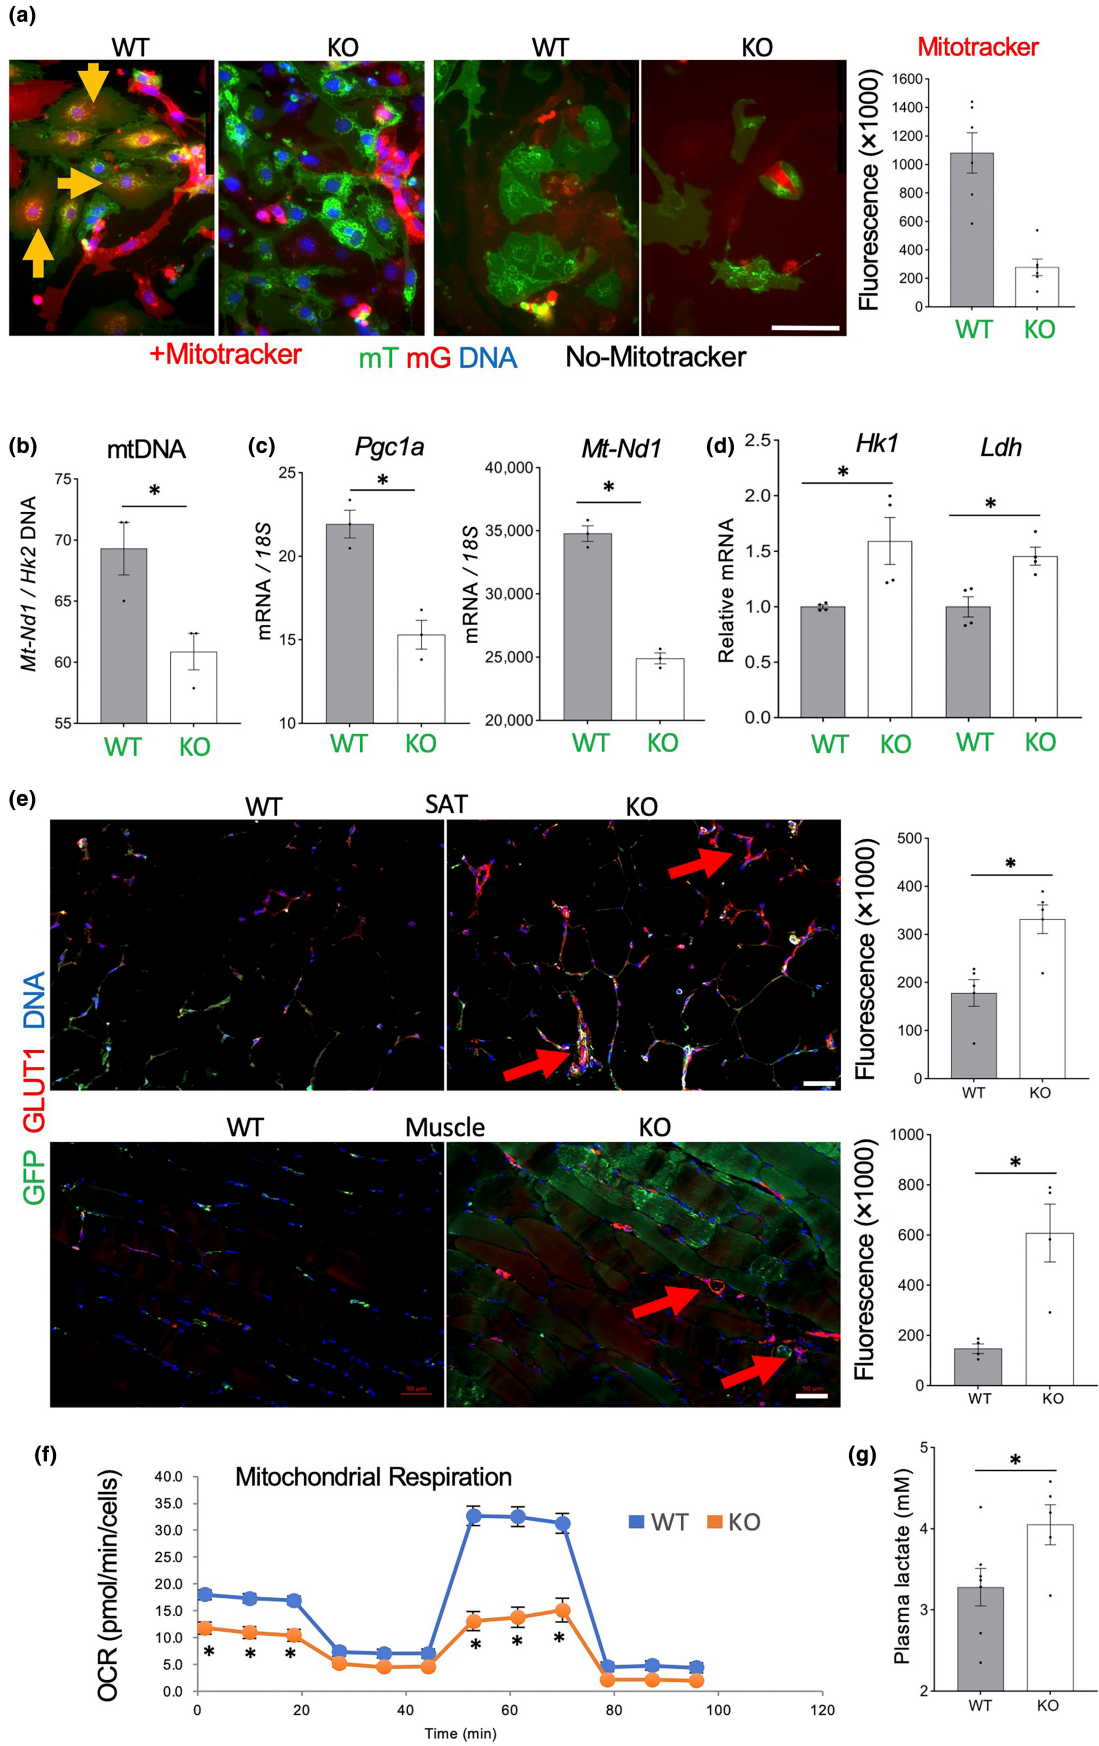 (a)
WT KO WT KO Mitotracker
Fluorescence (×1000)
1600
1400
1200
1000
800
600
400
200
0
WT KO
+Mitotracker mT mG DNA No-Mitotracker
(b) mtDNA
Mt-Nd1 / Hk2 DNA
75
70
65
60
55
*
WT KO
(c) Pgc1a
mRNA / 18S
25
20
15
10
*
WT KO
Mt-Nd1
mRNA / 18S
40,000
35,000
30,000
25,000
20,000
*
WT KO
(d) Hk1 Ldh
Relative mRNA
2.5
2.0
1.5
1.0
0.5
0.0
* *
WT KO WT KO
(e)
WT SAT KO
GFP GLUT1 DNA
Fluorescence (×1000)
500
400
300
200
100
0
*
WT KO
WT Muscle KO
50 µm
50 µm
Fluorescence (×1000)
1000
800
600
400
200
0
*
WT KO
(f) Mitochondrial Respiration
OCR (pmol/min/cells)
40.0
35.0
30.0
25.0
20.0
15.0
10.0
5.0
0.0
WT KO
* * * * * *
0 20 40 60 80 100 120
Time (min)
(g)
Plasma lactate (mM)
5
4
3
2
*
WT KO